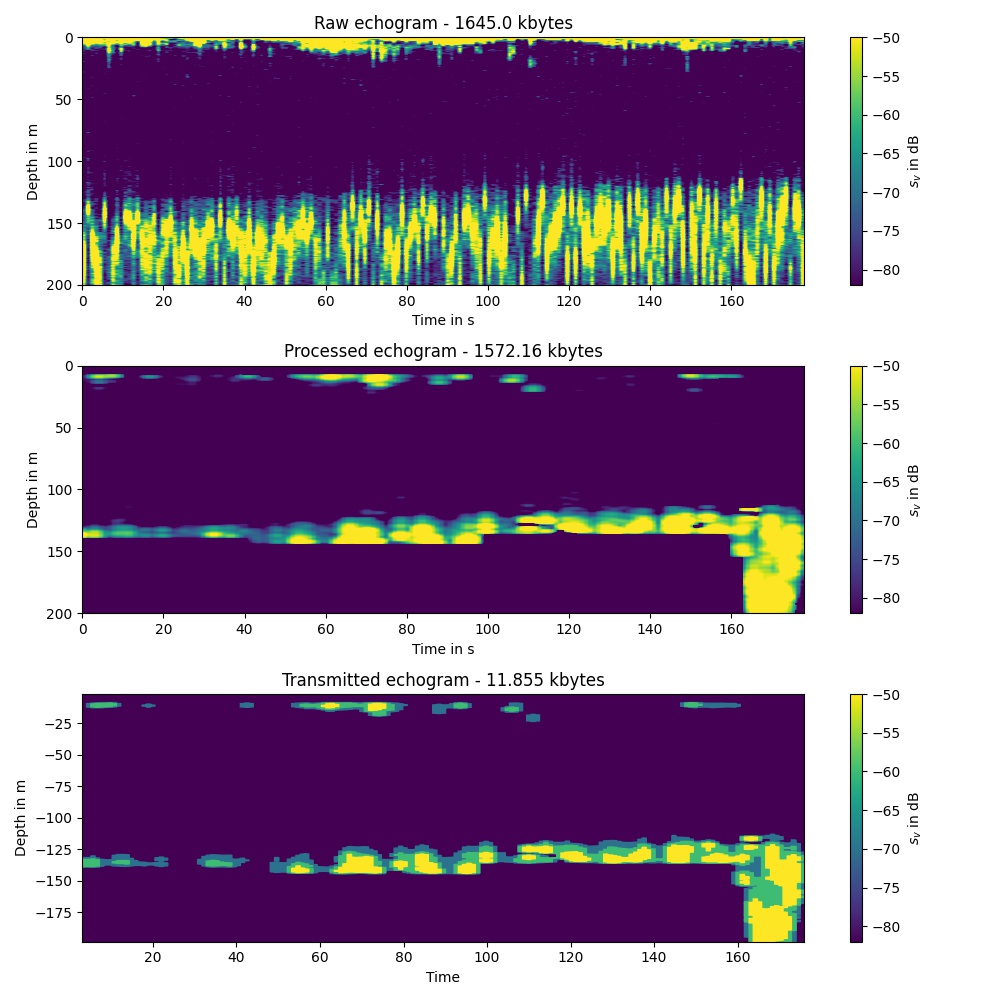 Raw echogram - 1645.0 kbytes
0
50
100
150
200
Depth in m
0 20 40 60 80 100 120 140 160
Time in s
−50
−55
−60
−65
−70
−75
−80
sv in dB
Processed echogram - 1572.16 kbytes
0
50
100
150
200
Depth in m
0 20 40 60 80 100 120 140 160
Time in s
−50
−55
−60
−65
−70
−75
−80
sv in dB
Transmitted echogram - 11.855 kbytes
−25
−50
−75
−100
−125
−150
−175
Depth in m
20 40 60 80 100 120 140 160
Time
−50
−55
−60
−65
−70
−75
−80
sv in dB